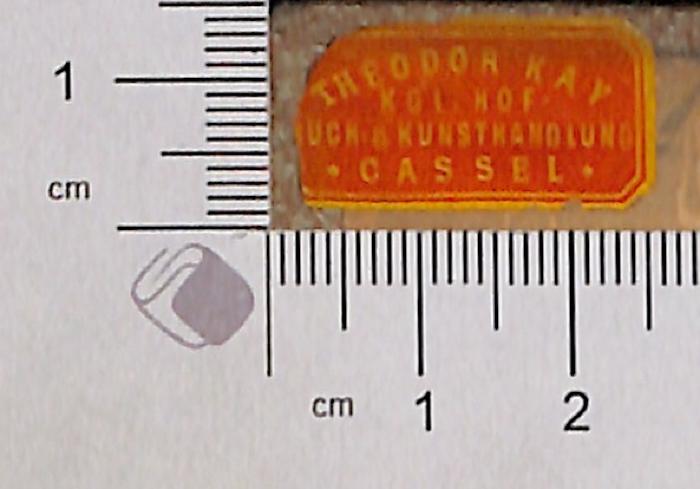 THEODOR KAY
KGL. HOF-
UCH- & KUNSTHANDLUNG
• CASSEL •
1
cm
cm
1
2